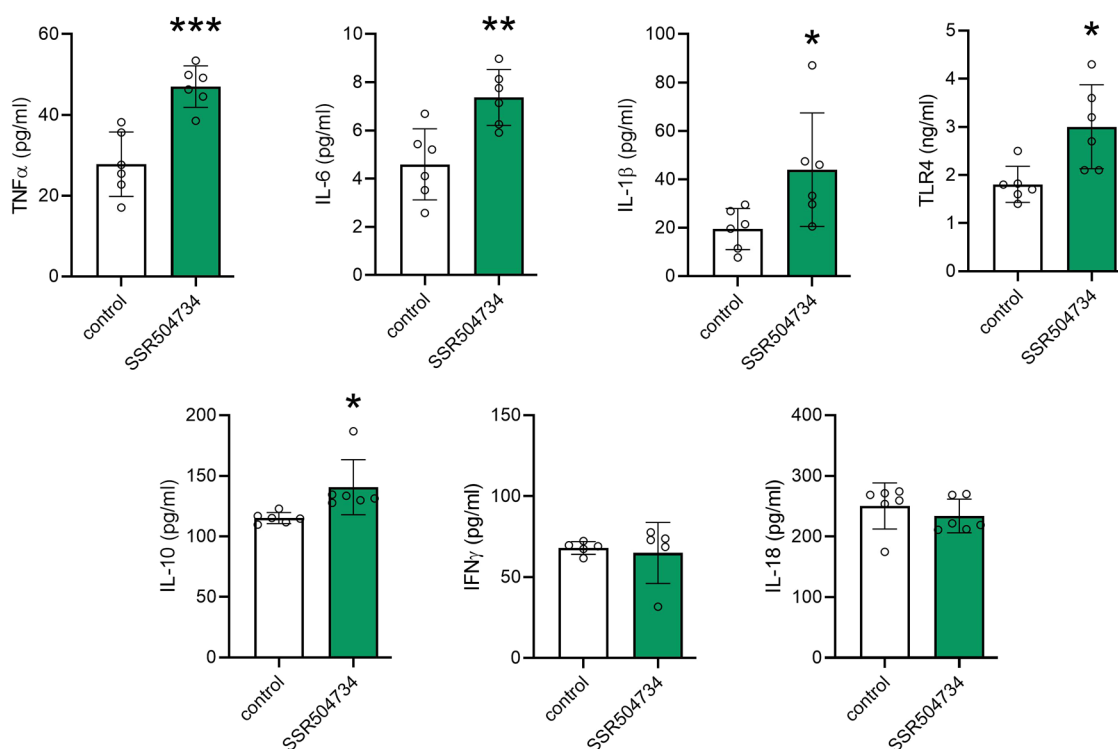 ***
TNFα (pg/ml)
60
40
20
0
control
SSR504734
**
IL-6 (pg/ml)
10
8
6
4
2
0
control
SSR504734
*
IL-1β (pg/ml)
100
80
60
40
20
0
control
SSR504734
*
TLR4 (ng/ml)
5
4
3
2
1
0
control
SSR504734
*
IL-10 (pg/ml)
200
150
100
50
0
control
SSR504734
IFNγ (pg/ml)
150
100
50
0
control
SSR504734
IL-18 (pg/ml)
400
300
200
100
0
control
SSR504734